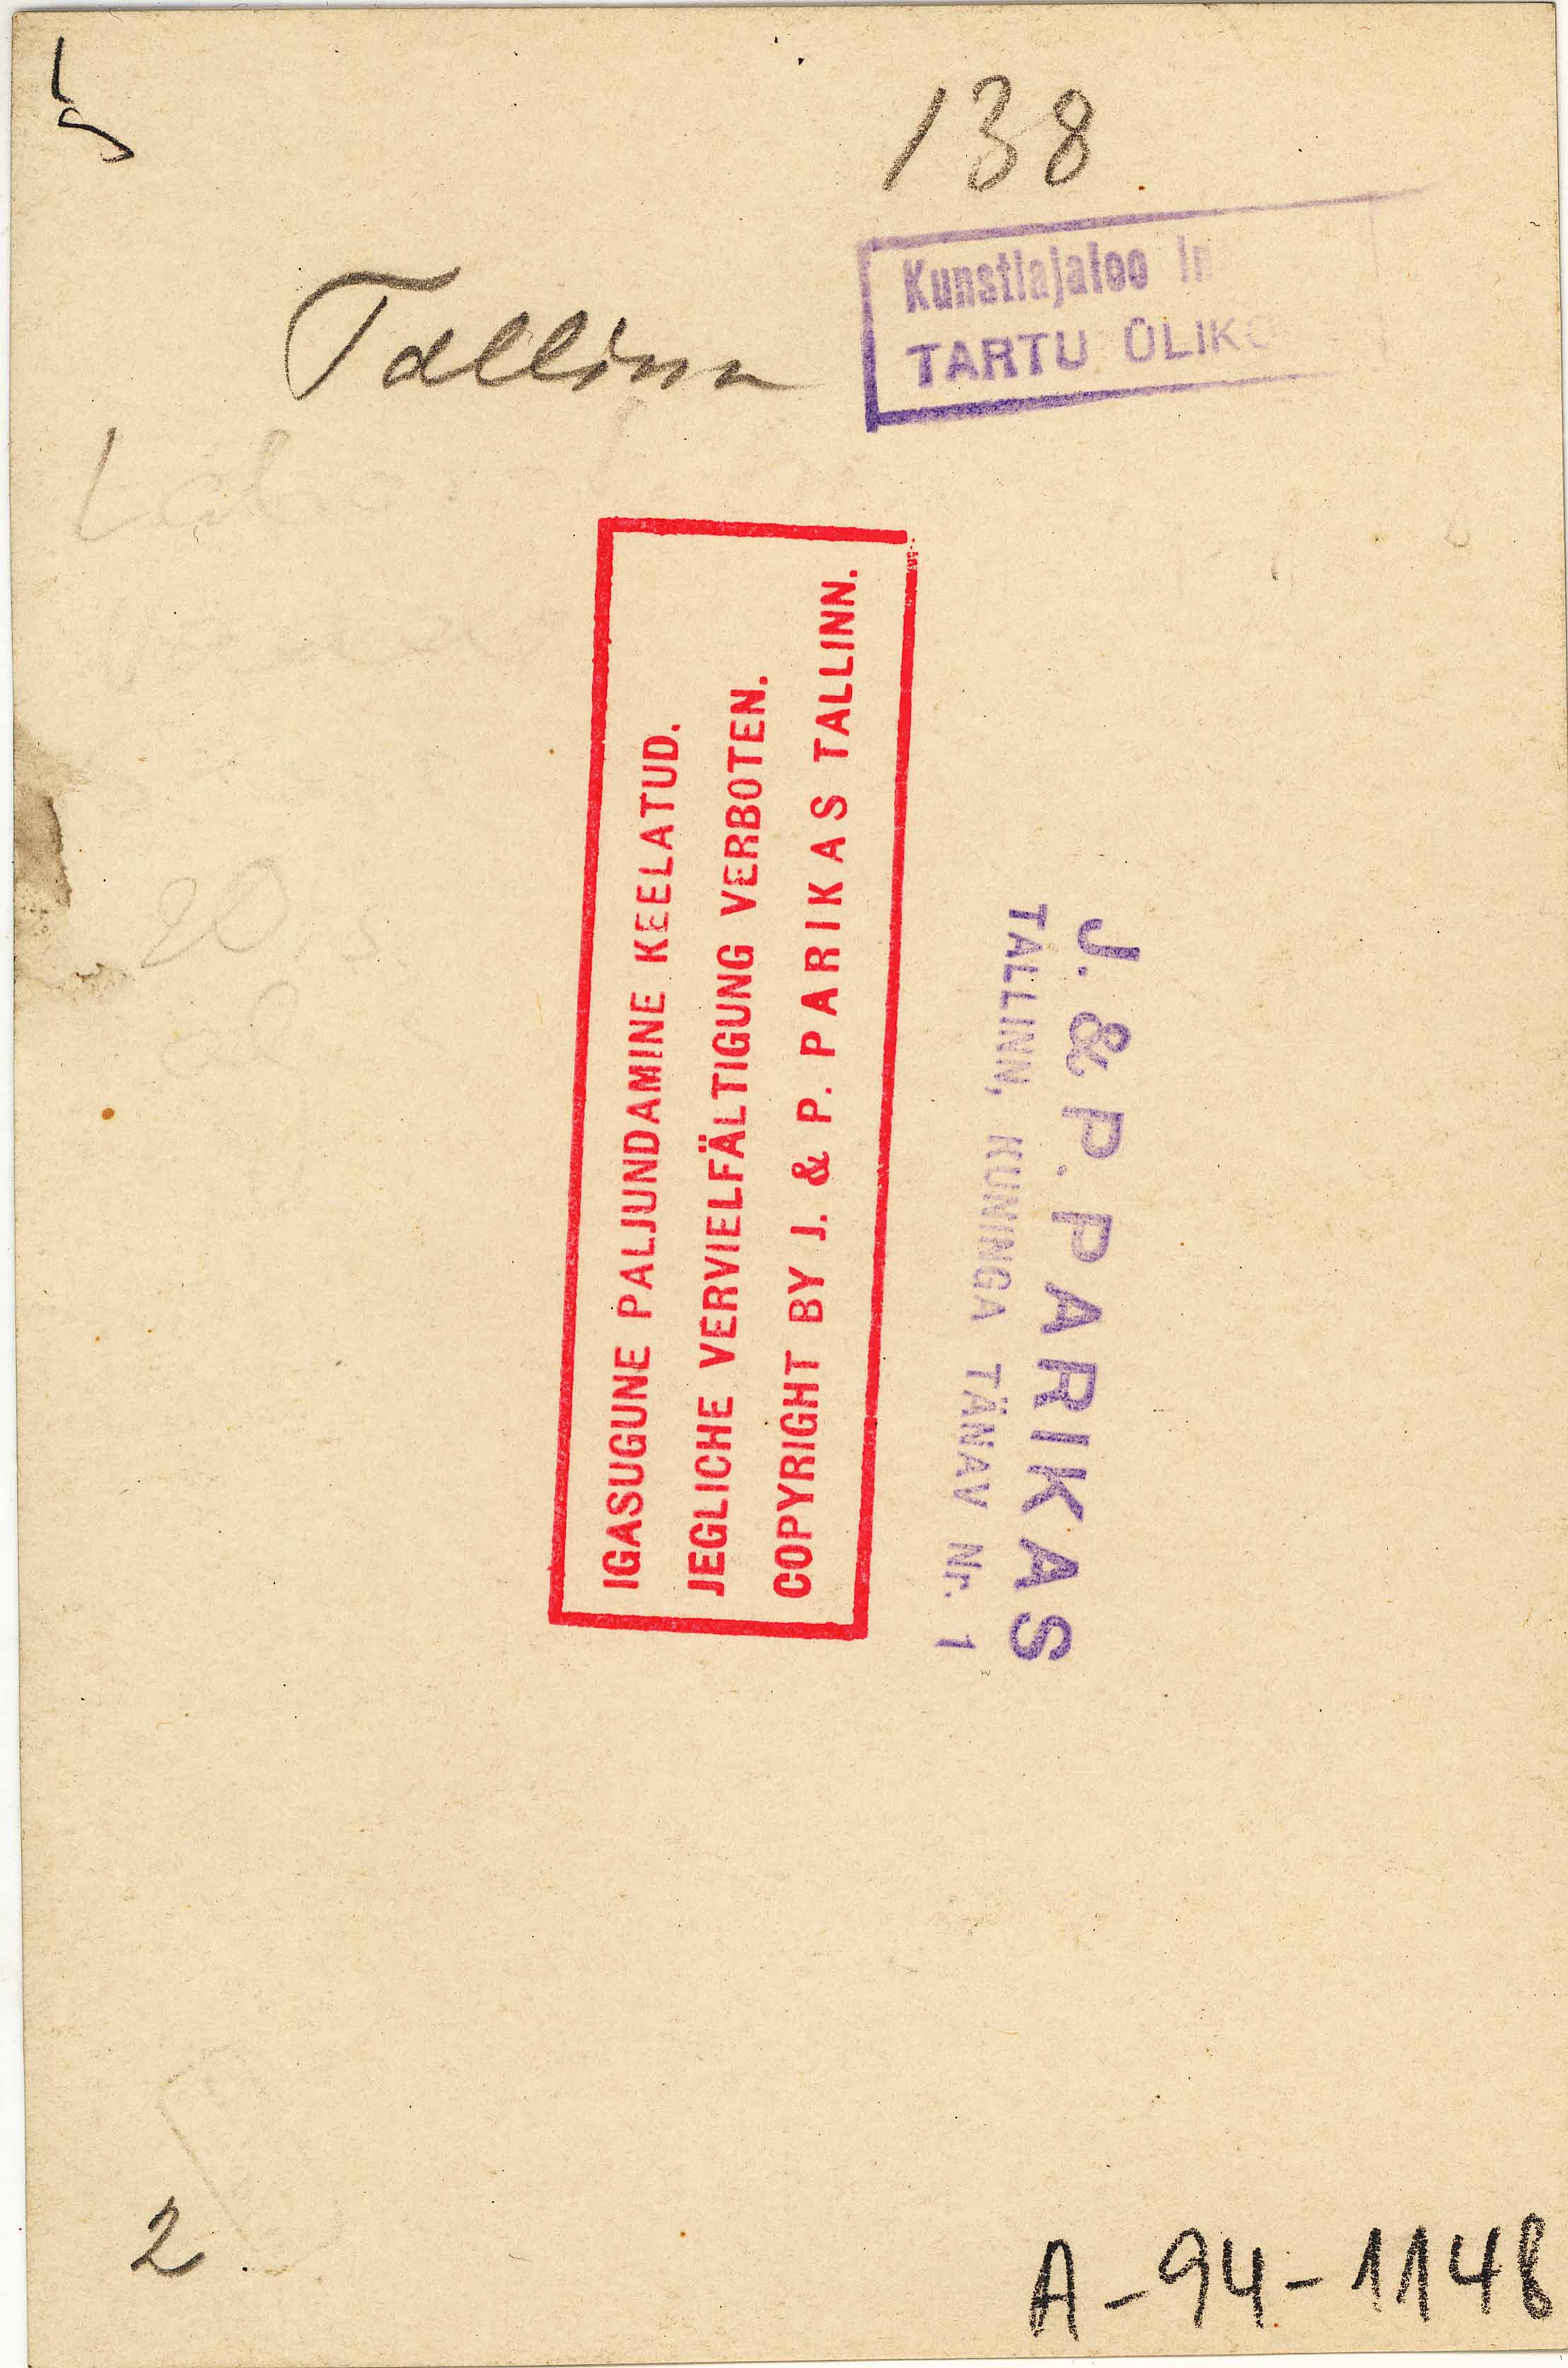 5
138
Tallinn
Kunstiajaloo In
TARTU ÜLIKO
IGASUGUNE PALJUNDAMINE KEELATUD.
JEGLICHE VERVIELFÄLTIGUNG VERBOTEN.
COPYRIGHT BY J. & P. PARIKAS TALLINN.
J. & P. PARIKAS
TALLINN, KUNINGA TÄNAV Nr. 1
2
A-94-1148